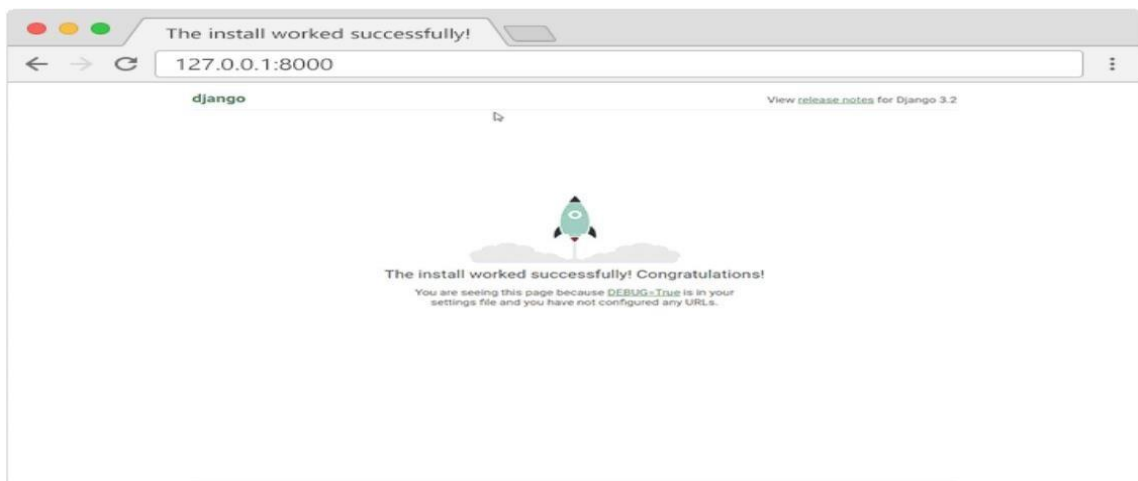 The install worked successfully!
127.0.0.1:8000
django
View release notes for Django 3.2
The install worked successfully! Congratulations!
You are seeing this page because DEBUG=True is in your
settings file and you have not configured any URLs.